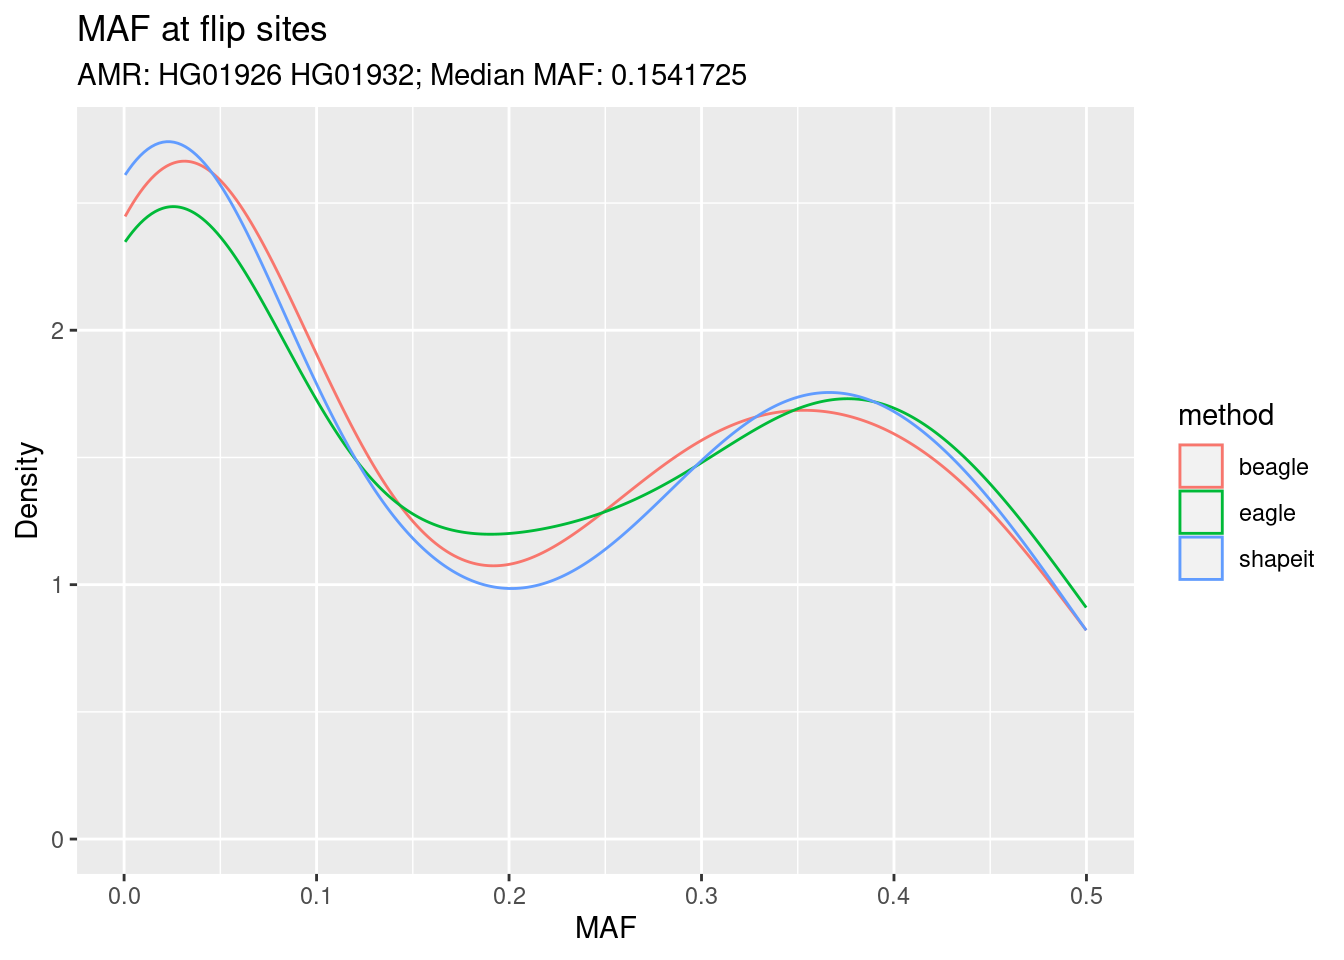 MAF at flip sites
AMR: HG01926 HG01932; Median MAF: 0.1541725
Density
2
1
0
0.0 0.1 0.2 0.3 0.4 0.5
MAF
method
beagle
eagle
shapeit